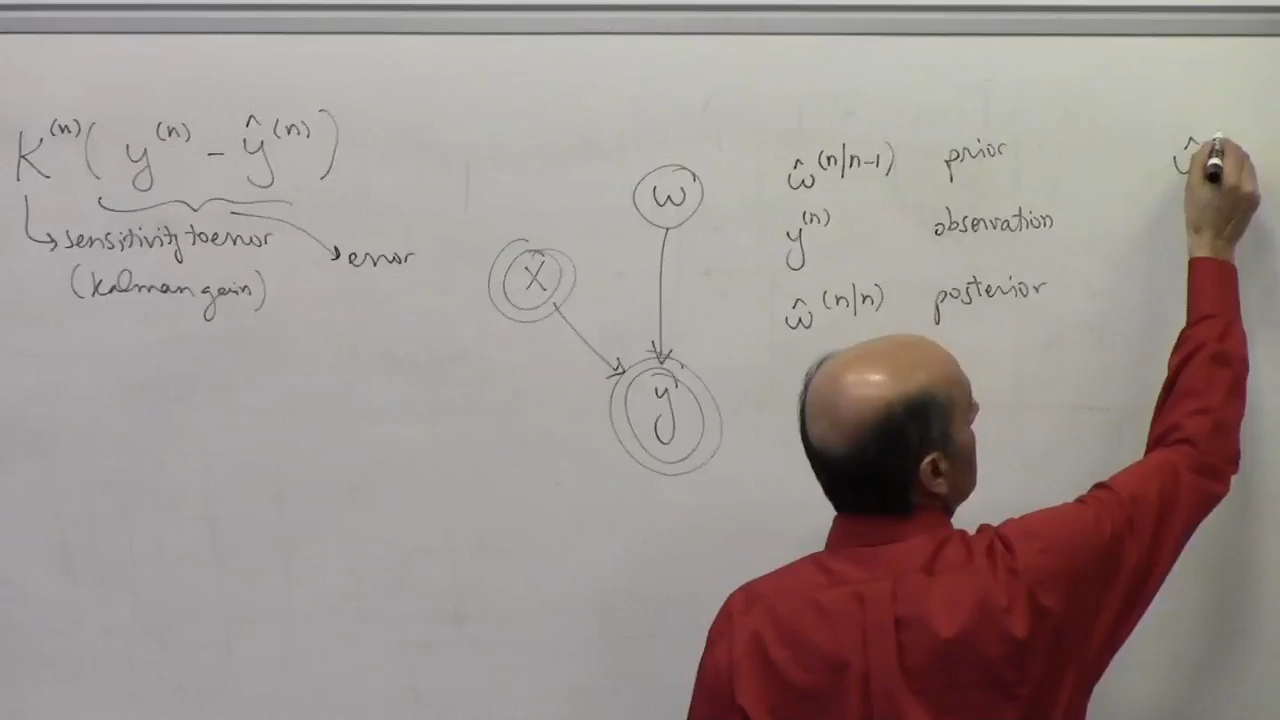 K^(n) ( y^(n) - ŷ^(n) )
sensitivity to error
(Kalman gain)
error
w
x
y
ŵ^(n|n-1) prior
y^(n) observation
ŵ^(n|n) posterior